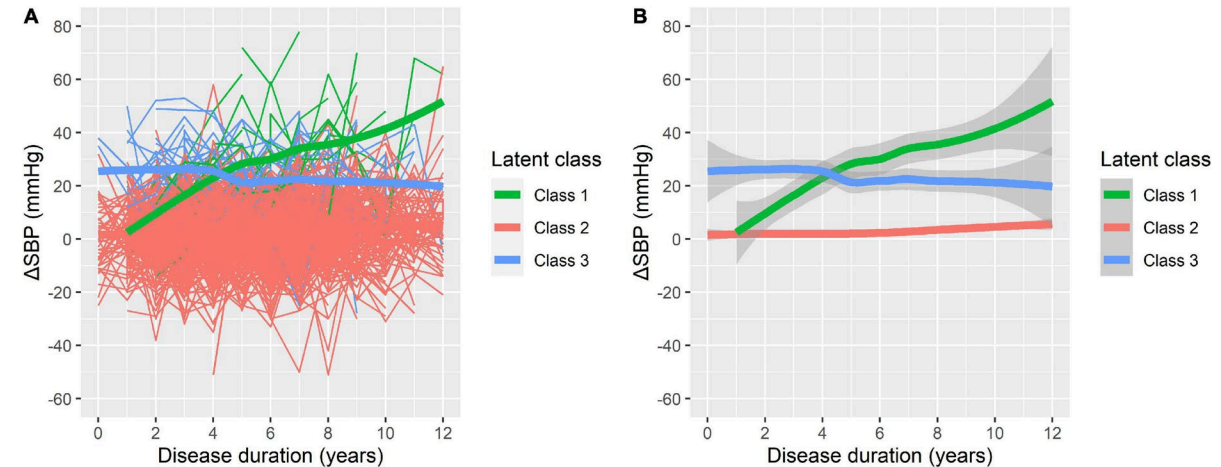 A
80
60
40
20
0
-20
-40
-60
ΔSBP (mmHg)
0 2 4 6 8 10 12
Disease duration (years)
Latent class
Class 1
Class 2
Class 3
B
80
60
40
20
0
-20
-40
-60
ΔSBP (mmHg)
0 2 4 6 8 10 12
Disease duration (years)
Latent class
Class 1
Class 2
Class 3